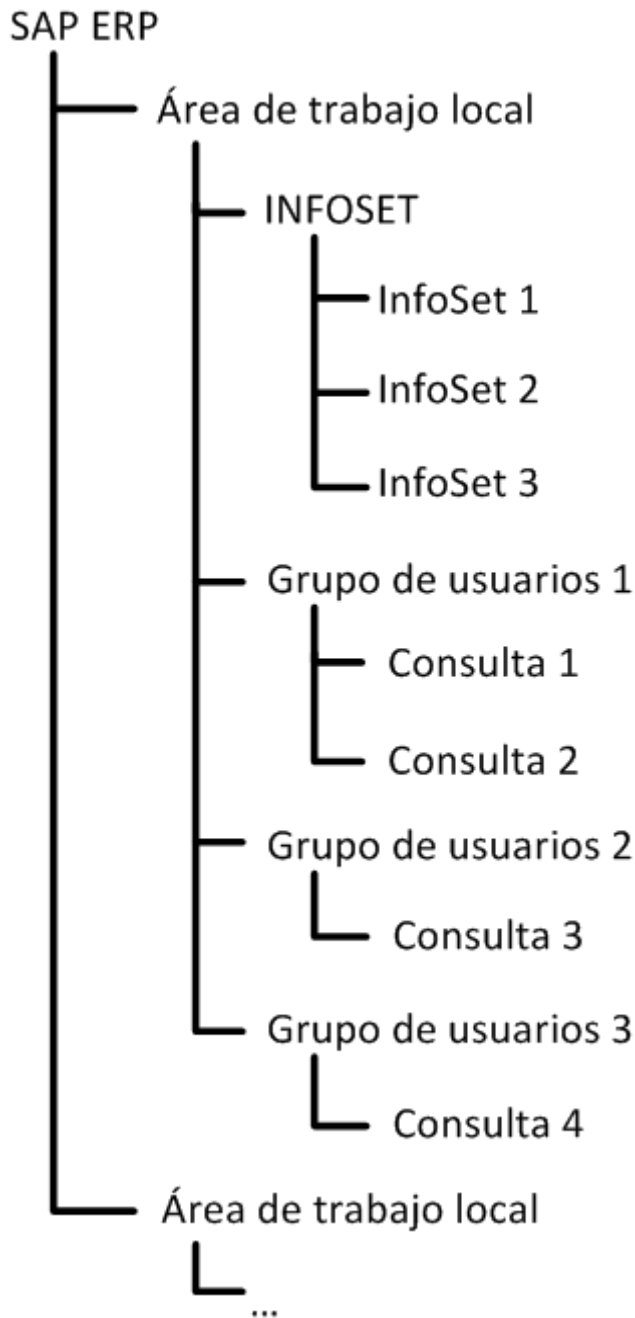 SAP ERP
Área de trabajo local
INFOSET
InfoSet 1
InfoSet 2
InfoSet 3
Grupo de usuarios 1
Consulta 1
Consulta 2
Grupo de usuarios 2
Consulta 3
Grupo de usuarios 3
Consulta 4
Área de trabajo local
...